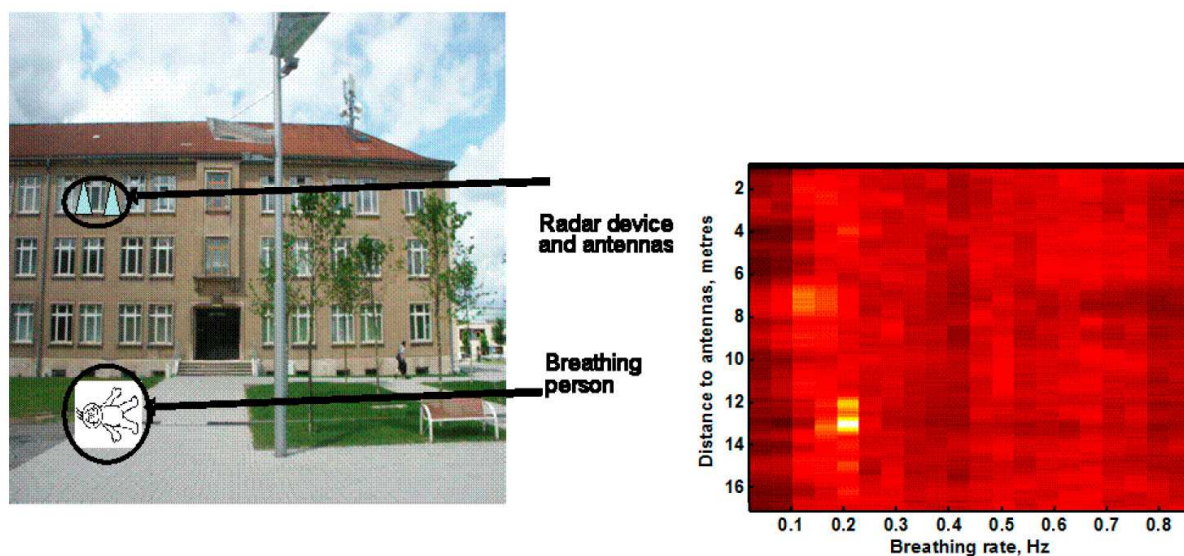 Radar device
and antennas
Breathing
person
Distance to antennas, metres
2
4
6
8
10
12
14
16
0.1 0.2 0.3 0.4 0.5 0.6 0.7 0.8
Breathing rate, Hz